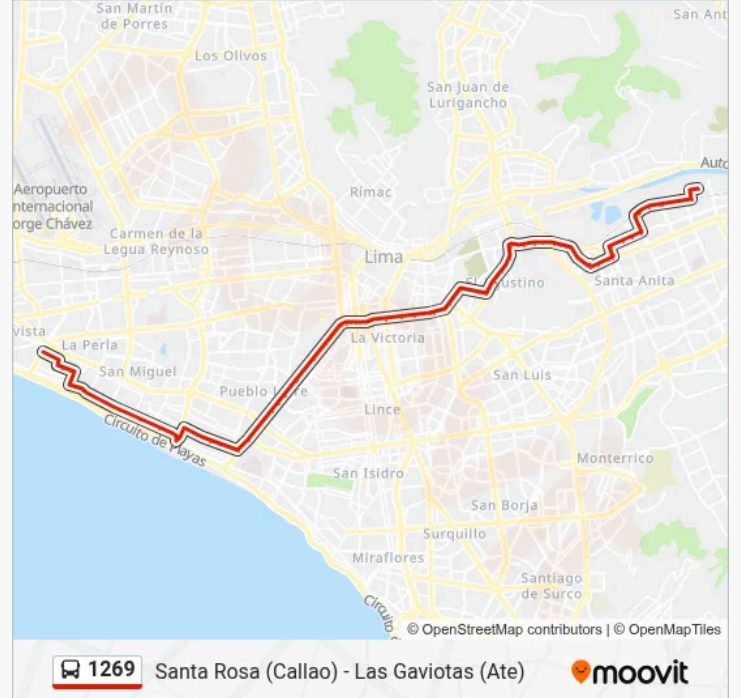 San Martín
de Porres
San Ant
Los Olivos
San Juan de
Lurigancho
Auto
Aeropuerto
nternacional
orge Chávez
Rímac
Carmen de la
Legua Reynoso
Lima
El Agustino
Santa Anita
vista
La Perla
La Victoria
San Miguel
San Luis
Pueblo Libre
Lince
Circuito de Playas
Monterrico
San Isidro
San Borja
Surquillo
Miraflores
Santiago
de Surco
Circuito
© OpenStreetMap contributors | © OpenMapTiles
1269 Santa Rosa (Callao) - Las Gaviotas (Ate) moovit